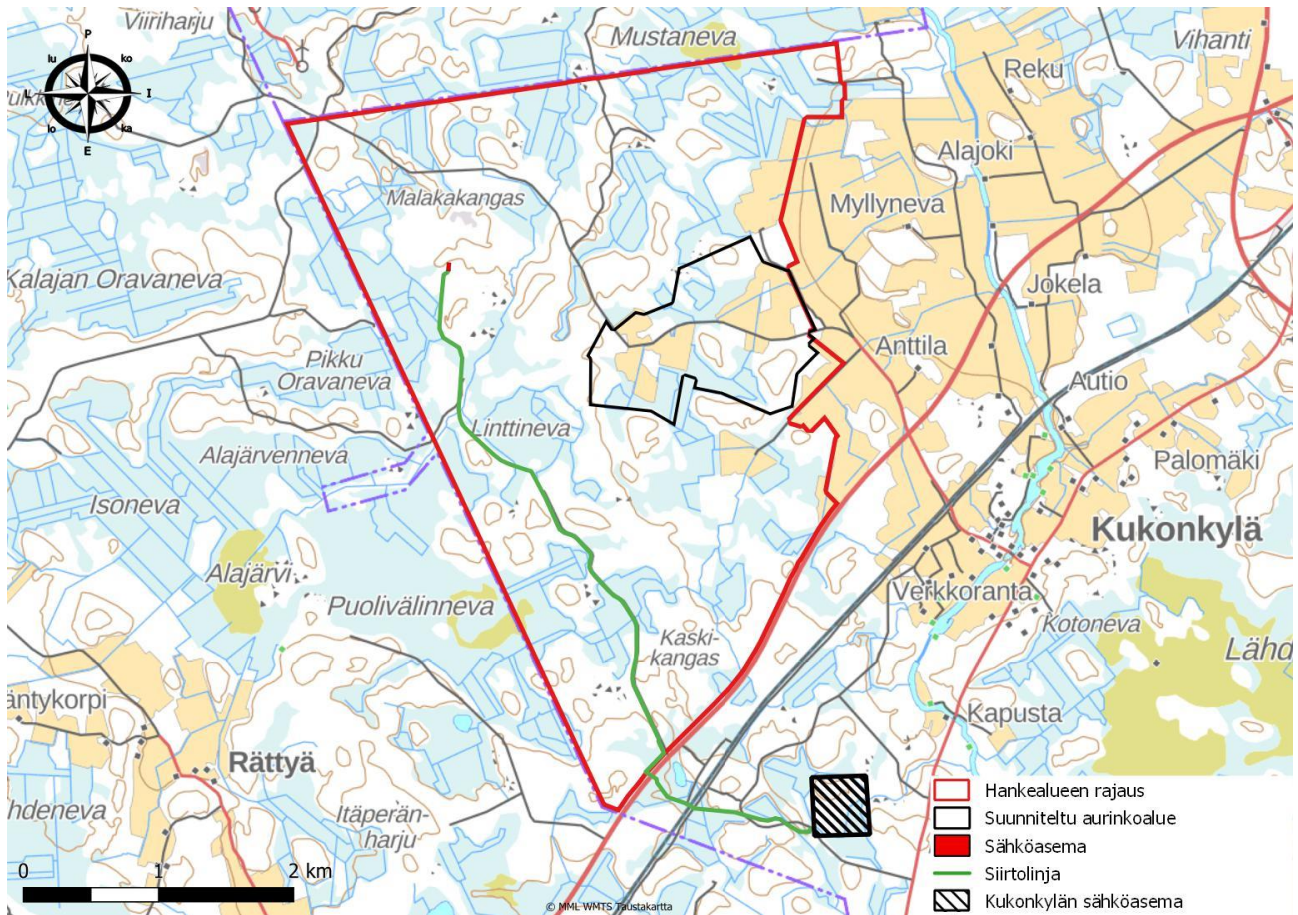 Viiriharju
Mustaneva
Vihanti
P
lu
ko
L
I
lo
ka
E
Reku
Alajoki
Malakakangas
Myllyneva
Kalajan Oravaneva
Jokela
Pikku
Oravaneva
Anttila
Autio
Linttineva
Alajärvenneva
Palomäki
Isoneva
Kukonkylä
Alajärvi
Puolivälinneva
Verkkoranta
Kotoneva
Kaski-
kangas
Lähd
äntykorpi
Kapusta
Rättyä
hdeneva
Itäperän-
harju
Hankealueen rajaus
Suunniteltu aurinkoalue
Sähköasema
Siirtolinja
Kukonkylän sähköasema
0
1
2 km
© MML WMTS Taustakartta